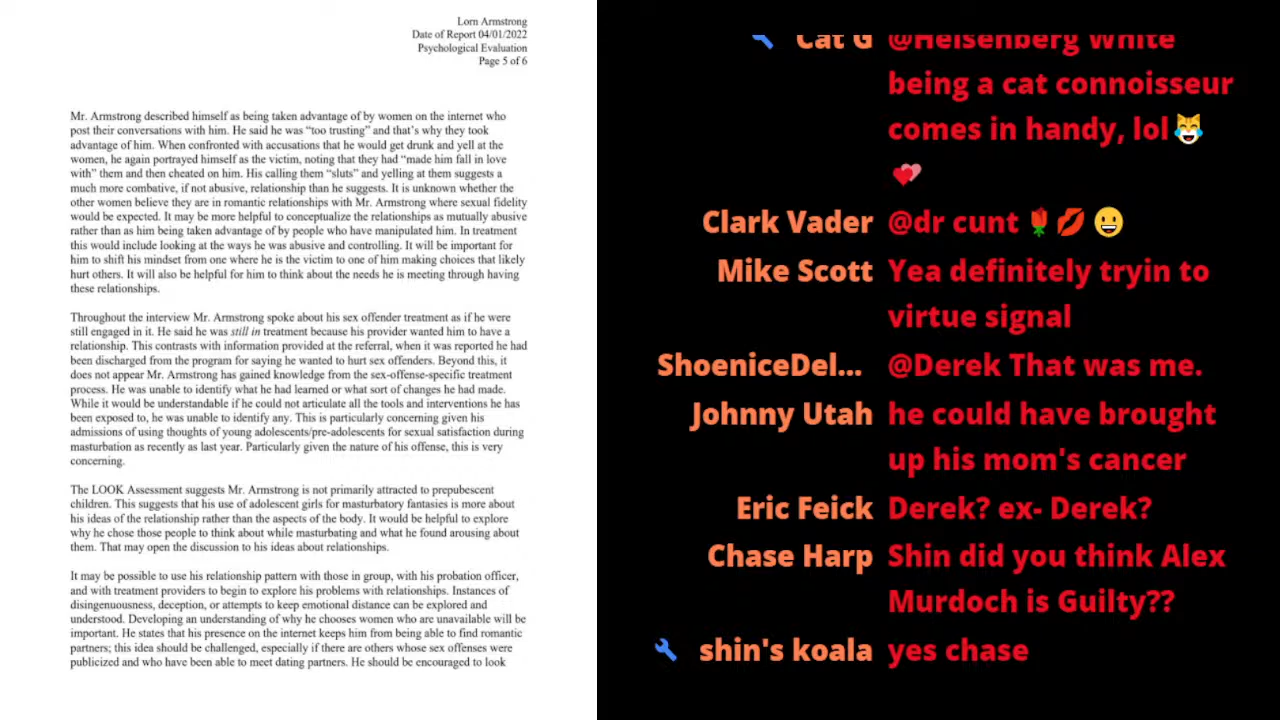 Lorn Armstrong
Date of Report 04/01/2022
Psychological Evaluation
Page 5 of 6
Mr. Armstrong described himself as being taken advantage of by women on the internet who
post their conversations with him. He said he was “too trusting” and that’s why they took
advantage of him. When confronted with accusations that he would get drunk and yell at the
women, he again portrayed himself as the victim, noting that they had “made him fall in love
with” them and then cheated on him. His calling them “sluts” and yelling at them suggests a
much more combative, if not abusive, relationship than he suggests. It is unknown whether the
other women believe they are in romantic relationships with Mr. Armstrong where sexual fidelity
would be expected. It may be more helpful to conceptualize the relationships as mutually abusive
rather than as him being taken advantage of by people who have manipulated him. In treatment
this would include looking at the ways he was abusive and controlling. It will be important for
him to shift his mindset from one where he is the victim to one of him making choices that likely
hurt others. It will also be helpful for him to think about the needs he is meeting through having
these relationships.
Throughout the interview Mr. Armstrong spoke about his sex offender treatment as if he were
still engaged in it. He said he was still in treatment because his provider wanted him to have a
relationship. This contrasts with information provided at the referral, when it was reported he had
been discharged from the program for saying he wanted to hurt sex offenders. Beyond this, it
does not appear Mr. Armstrong has gained knowledge from the sex-offense-specific treatment
process. He was unable to identify what he had learned or what sort of changes he had made.
While it would be understandable if he could not articulate all the tools and interventions he has
been exposed to, he was unable to identify any. This is particularly concerning given his
admissions of using thoughts of young adolescents/pre-adolescents for sexual satisfaction during
masturbation as recently as last year. Particularly given the nature of his offense, this is very
concerning.
The LOOK Assessment suggests Mr. Armstrong is not primarily attracted to prepubescent
children. This suggests that his use of adolescent girls for masturbatory fantasies is more about
his ideas of the relationship rather than the aspects of the body. It would be helpful to explore
why he chose those people to think about while masturbating and what he found arousing about
them. That may open the discussion to his ideas about relationships.
It may be possible to use his relationship pattern with those in group, with his probation officer,
and with treatment providers to begin to explore his problems with relationships. Instances of
disingenuousness, deception, or attempts to keep emotional distance can be explored and
understood. Developing an understanding of why he chooses women who are unavailable will be
important. He states that his presence on the internet keeps him from being able to find romantic
partners; this idea should be challenged, especially if there are others whose sex offenses were
publicized and who have been able to meet dating partners. He should be encouraged to look
Cat G @Heisenberg White
being a cat connoisseur
comes in handy, lol😹
💕
Clark Vader @dr cunt🌹💋😀
Mike Scott Yea definitely tryin to
virtue signal
ShoeniceDel... @Derek That was me.
Johnny Utah he could have brought
up his mom's cancer
Eric Feick Derek? ex- Derek?
Chase Harp Shin did you think Alex
Murdoch is Guilty??
shin's koala yes chase